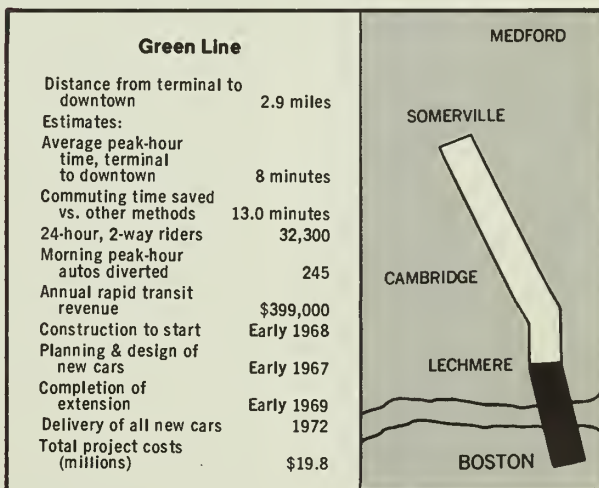 Green Line
Distance from terminal to
downtown 2.9 miles
Estimates:
Average peak-hour
time, terminal
to downtown 8 minutes
Commuting time saved
vs. other methods 13.0 minutes
24-hour, 2-way riders 32,300
Morning peak-hour
autos diverted 245
Annual rapid transit
revenue $399,000
Construction to start Early 1968
Planning & design of
new cars Early 1967
Completion of
extension Early 1969
Delivery of all new cars 1972
Total project costs
(millions) $19.8
MEDFORD
SOMERVILLE
CAMBRIDGE
LECHMERE
BOSTON